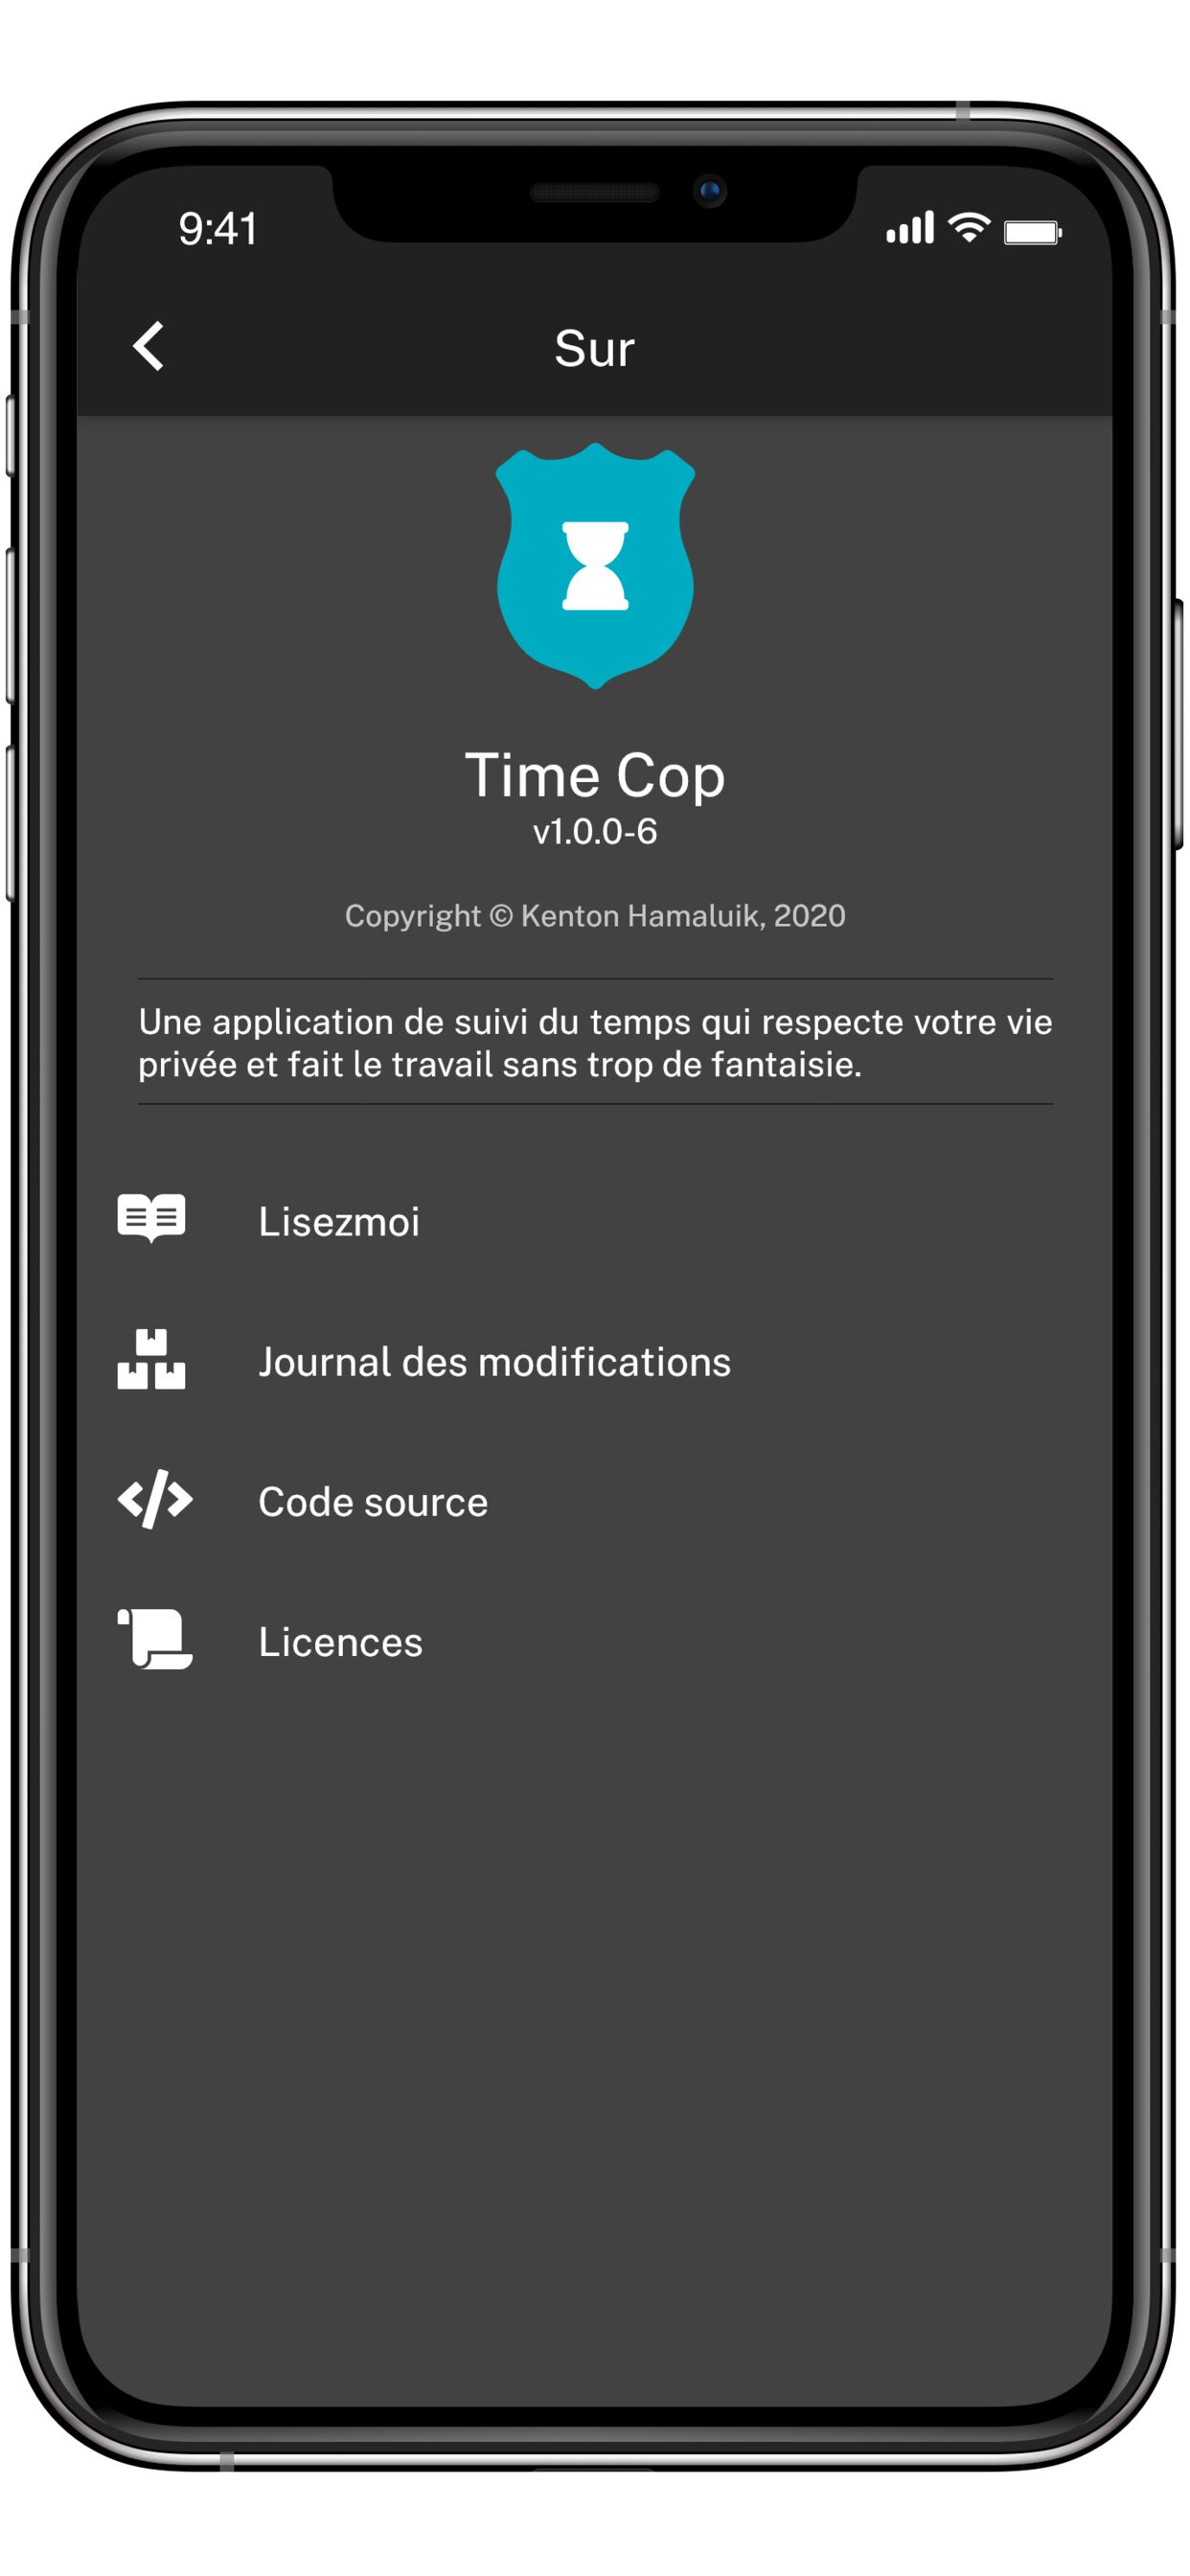 9:41
Sur
Time Cop
v1.0.0-6
Copyright © Kenton Hamaluik, 2020
Une application de suivi du temps qui respecte votre vie
privée et fait le travail sans trop de fantaisie.
Lisezmoi
Journal des modifications
Code source
Licences